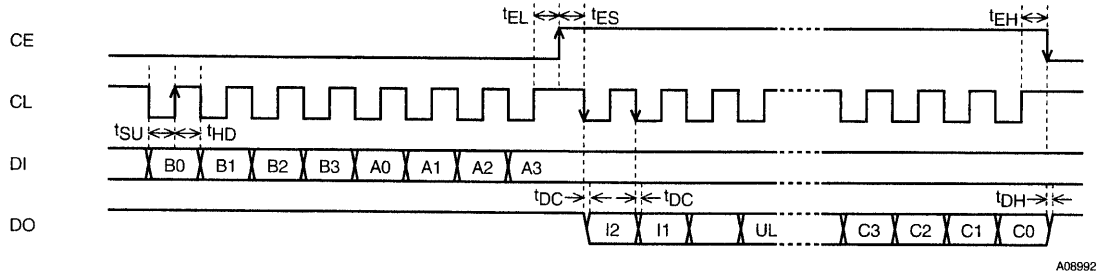 tEL tES tEH
CE
CL
tSU tHD
DI B0 B1 B2 B3 A0 A1 A2 A3
tDC tDC tDH
DO I2 I1 UL C3 C2 C1 C0
A08992